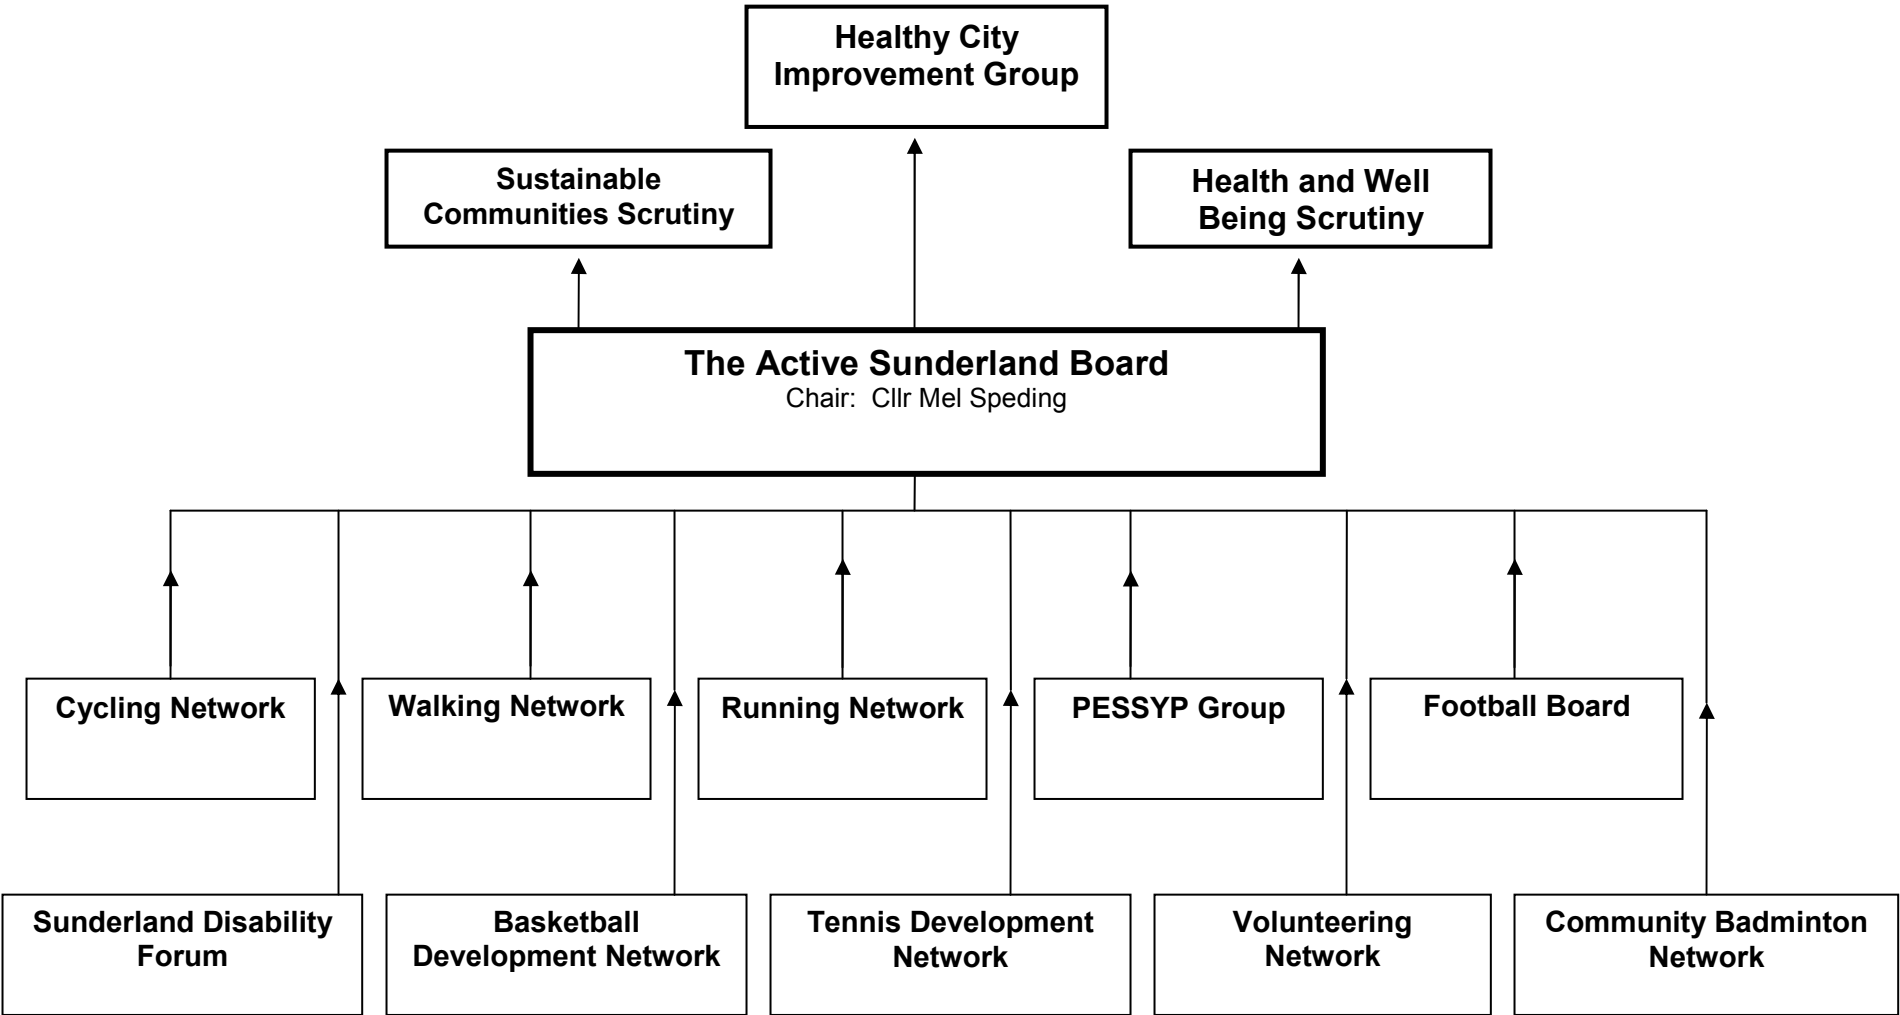 Healthy City
Improvement Group
Sustainable
Communities Scrutiny
Health and Well
Being Scrutiny
The Active Sunderland Board
Chair:  Cllr Mel Speding
Cycling Network
Walking Network
Running Network
PESSYP Group
Football Board
Sunderland Disability
Forum
Basketball
Development Network
Tennis Development
Network
Volunteering
Network
Community Badminton
Network